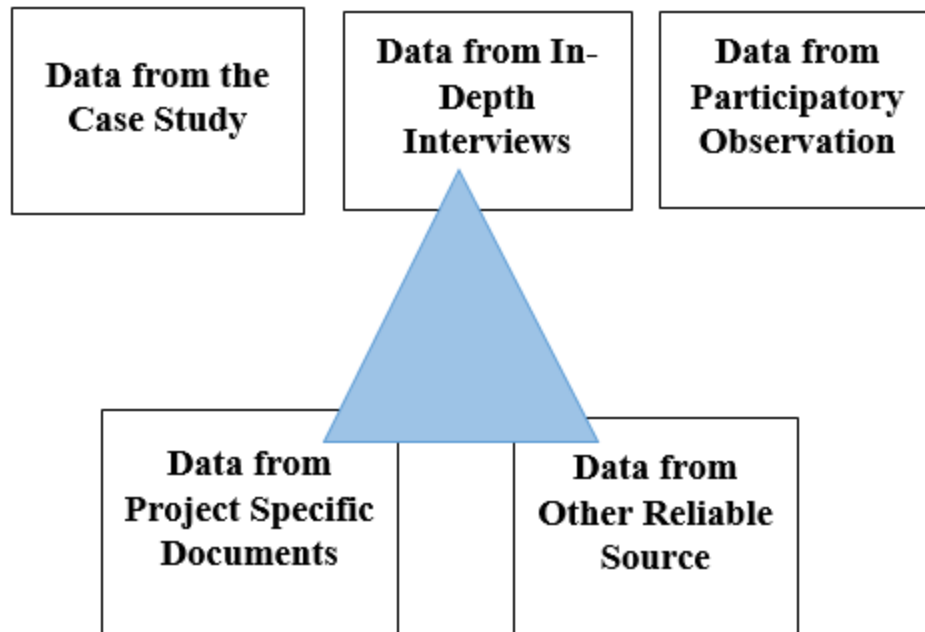 Data from the
Case Study
Data from In-
Depth
Interviews
Data from
Participatory
Observation
Data from
Project Specific
Documents
Data from
Other Reliable
Source